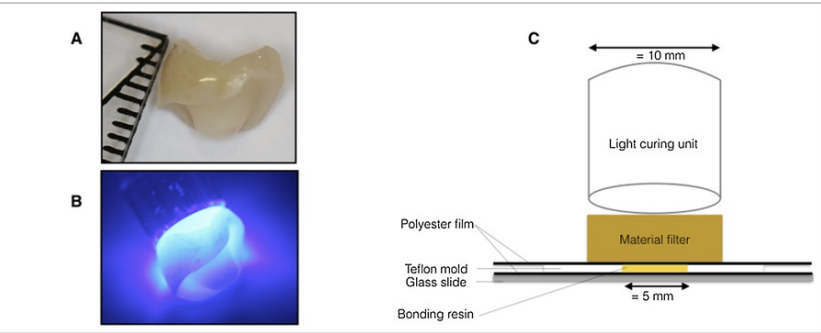 A
B
C
= 10 mm
Light curing unit
Material filter
Polyester film
Teflon mold
Glass slide
= 5 mm
Bonding resin